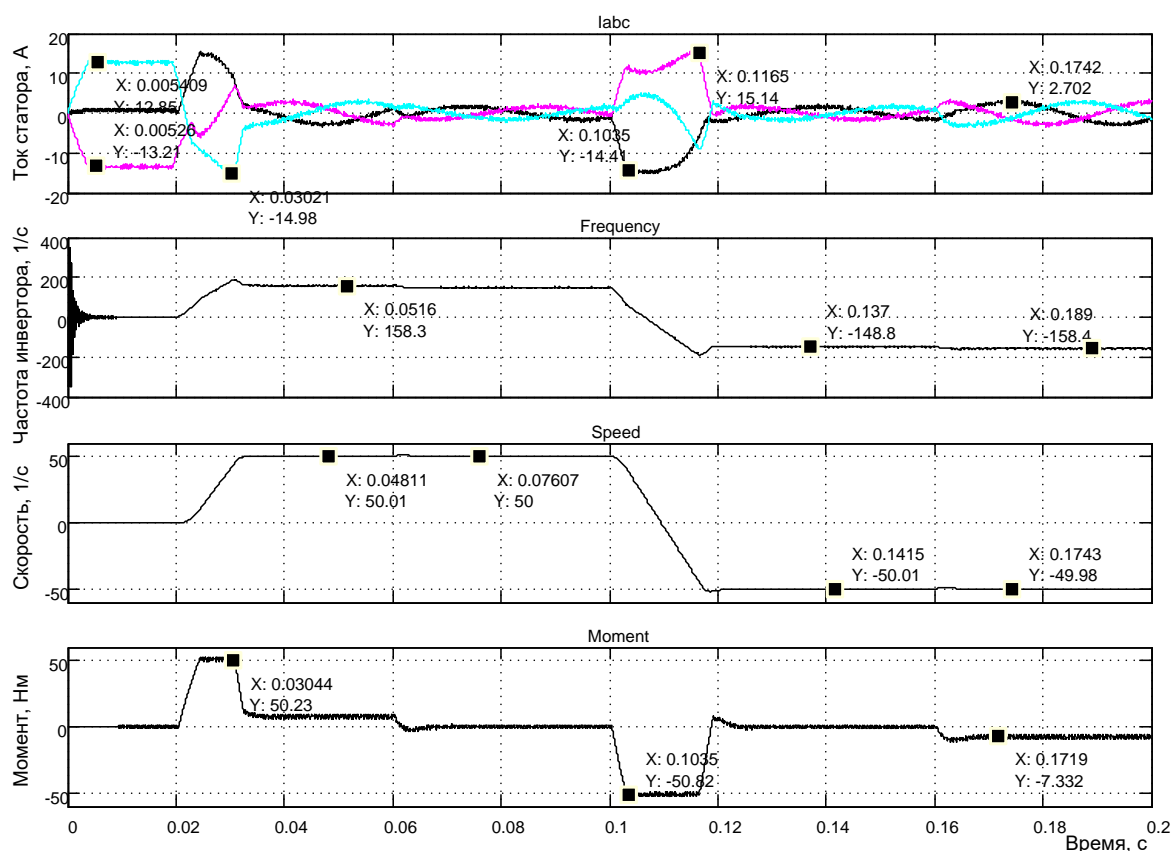 Iabc
Ток статора, А
20
10
0
-10
-20
X: 0.005409
Y: 12.85
X: 0.00526
Y: -13.21
X: 0.03021
Y: -14.98
X: 0.1165
Y: 15.14
X: 0.1035
Y: -14.41
X: 0.1742
Y: 2.702
Frequency
Частота инвертора, 1/с
400
200
0
-200
-400
X: 0.0516
Y: 158.3
X: 0.137
Y: -148.8
X: 0.189
Y: -158.4
Speed
Скорость, 1/с
50
0
-50
X: 0.04811
Y: 50.01
X: 0.07607
Y: 50
X: 0.1415
Y: -50.01
X: 0.1743
Y: -49.98
Moment
Момент, Нм
50
0
-50
X: 0.03044
Y: 50.23
X: 0.1035
Y: -50.82
X: 0.1719
Y: -7.332
0 0.02 0.04 0.06 0.08 0.1 0.12 0.14 0.16 0.18 0.2
Время, с